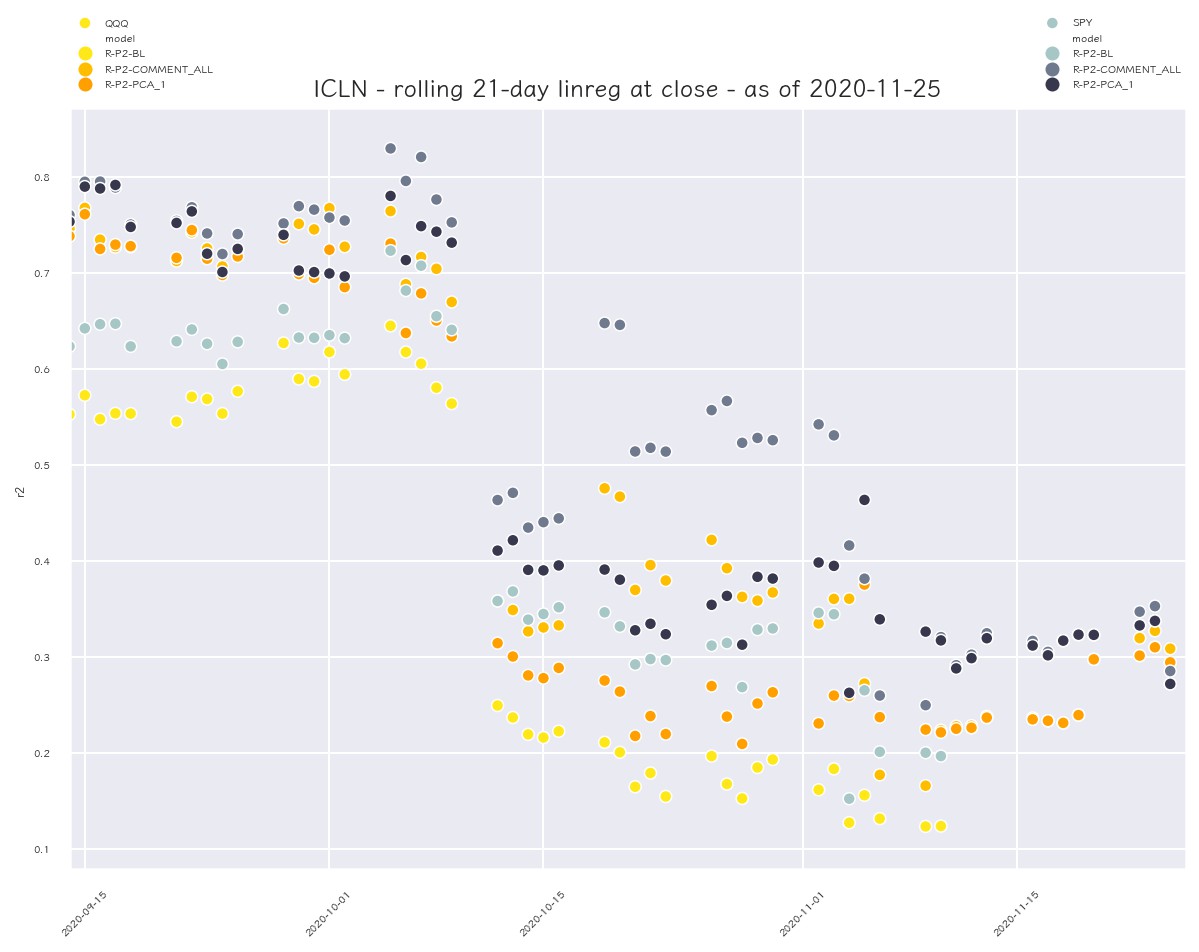 QQQ
model
R-P2-BL
R-P2-COMMENT_ALL
R-P2-PCA_1
SPY
model
R-P2-BL
R-P2-COMMENT_ALL
R-P2-PCA_1
ICLN - rolling 21-day linreg at close - as of 2020-11-25
0.8
0.7
0.6
0.5
r2
0.4
0.3
0.2
0.1
2020-09-15
2020-10-01
2020-10-15
2020-11-01
2020-11-15